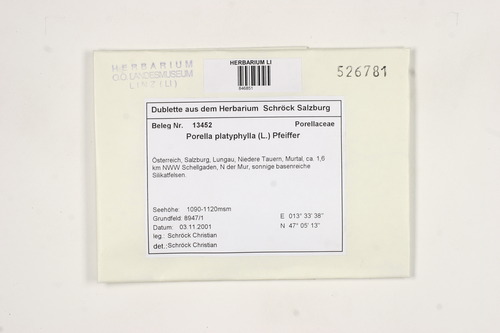 HERBARIUM
O.Ö. LANDESMUSEUM
LINZ (LI)
HERBARIUM LI
846851
526781
Dublette aus dem Herbarium Schröck Salzburg
Beleg Nr. 13452 Porellaceae
Porella platyphylla (L.) Pfeiffer
Österreich, Salzburg, Lungau, Niedere Tauern, Murtal, ca. 1,6
km NWW Schellgaden, N der Mur, sonnige basenreiche
Silikatfelsen.
Seehöhe: 1090-1120msm
Grundfeld: 8947/1 E 013° 33' 38"
Datum: 03.11.2001 N 47° 05' 13"
leg.: Schröck Christian
det.: Schröck Christian